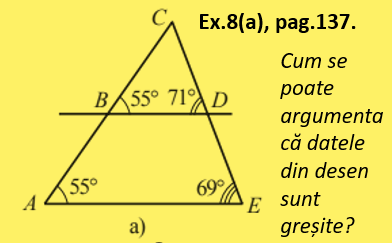 C
Ex.8(a), pag.137.
Cum se
poate
argumenta
că datele
din desen
sunt
greșite?
B 55° 71° D
A 55° 69° E
a)